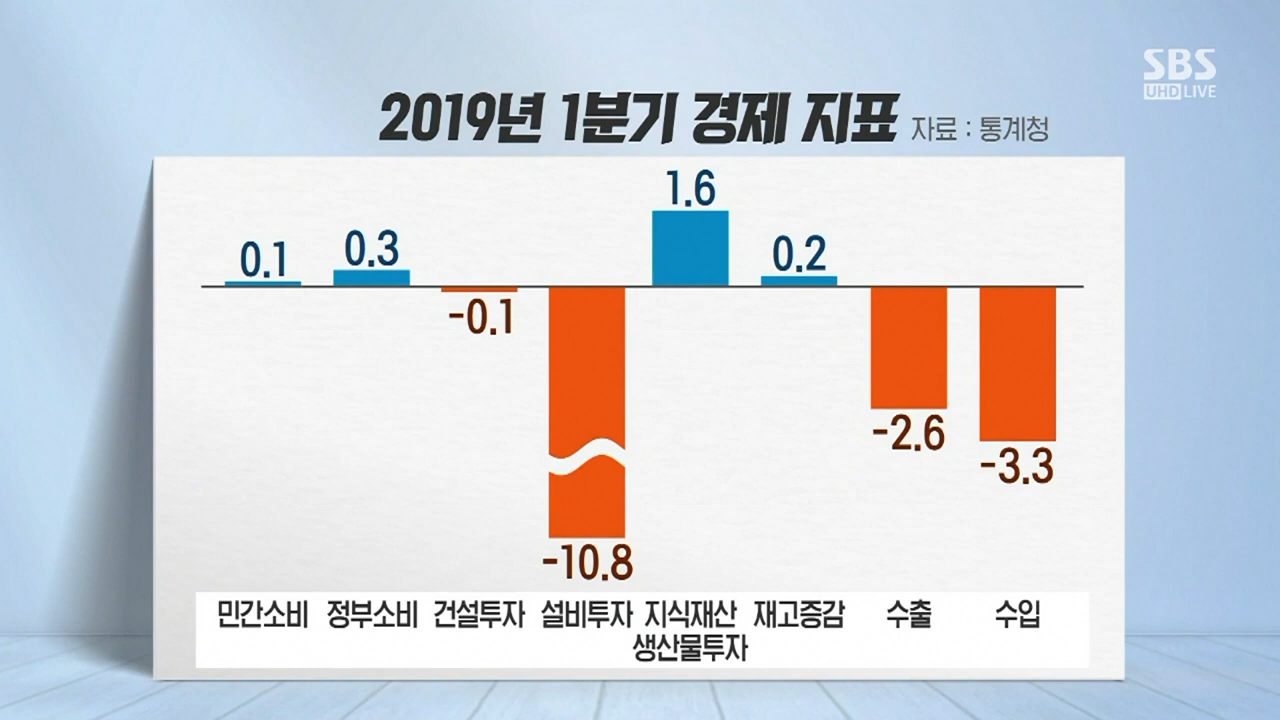 SBS
UHD LIVE
2019년 1분기 경제 지표 자료 : 통계청
0.1
0.3
-0.1
-10.8
1.6
0.2
-2.6
-3.3
민간소비 정부소비 건설투자 설비투자 지식재산 재고증감 수출 수입
생산물투자